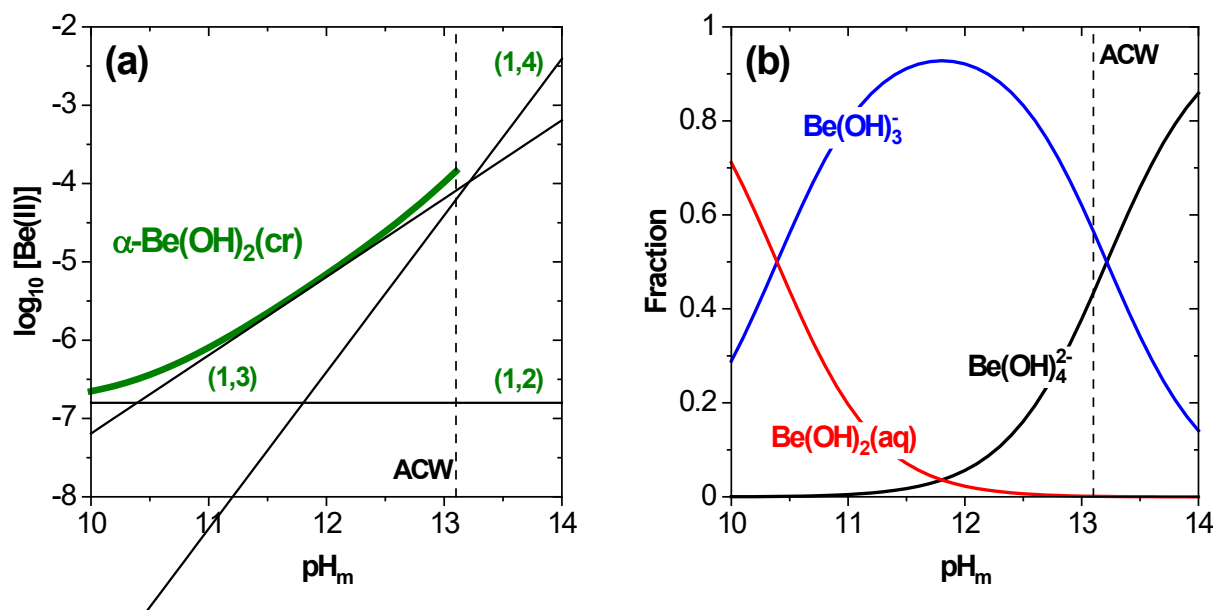 (a)
-2
-3
-4
-5
-6
-7
-8
log₁₀ [Be(II)]
(1,4)
α-Be(OH)₂(cr)
(1,3)
(1,2)
ACW
10
11
12
13
14
pHₘ
(b)
1
0.8
0.6
0.4
0.2
0
Fraction
ACW
Be(OH)₃⁻
Be(OH)₄²⁻
Be(OH)₂(aq)
10
11
12
13
14
pHₘ